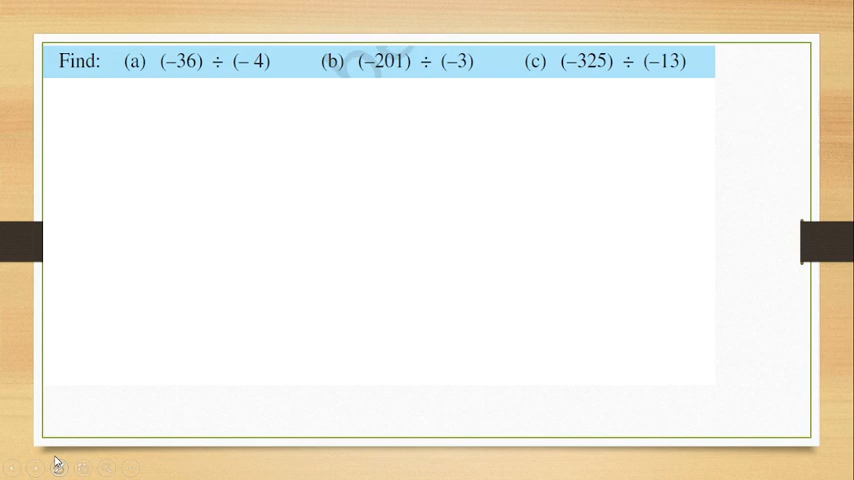 Find: (a) (–36) ÷ (– 4) (b) (–201) ÷ (–3) (c) (–325) ÷ (–13)